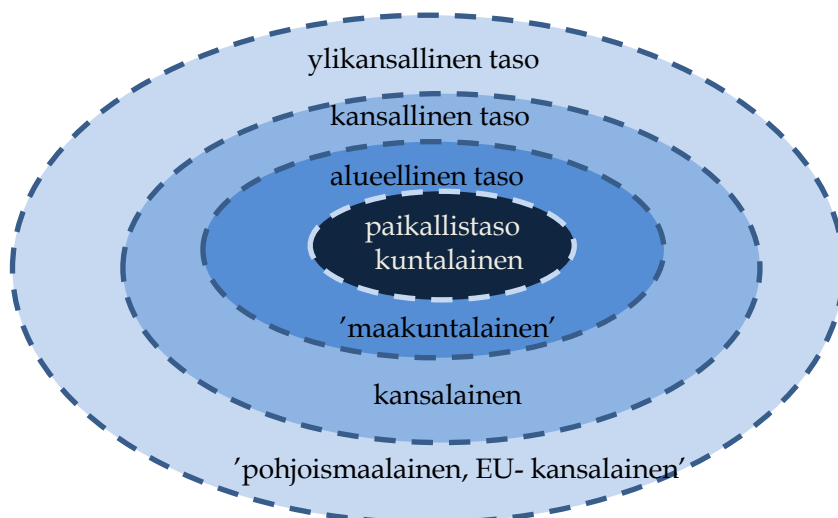 ylikansallinen taso
kansallinen taso
alueellinen taso
paikallistaso
kuntalainen
’maakuntalainen’
kansalainen
’pohjoismaalainen, EU- kansalainen’